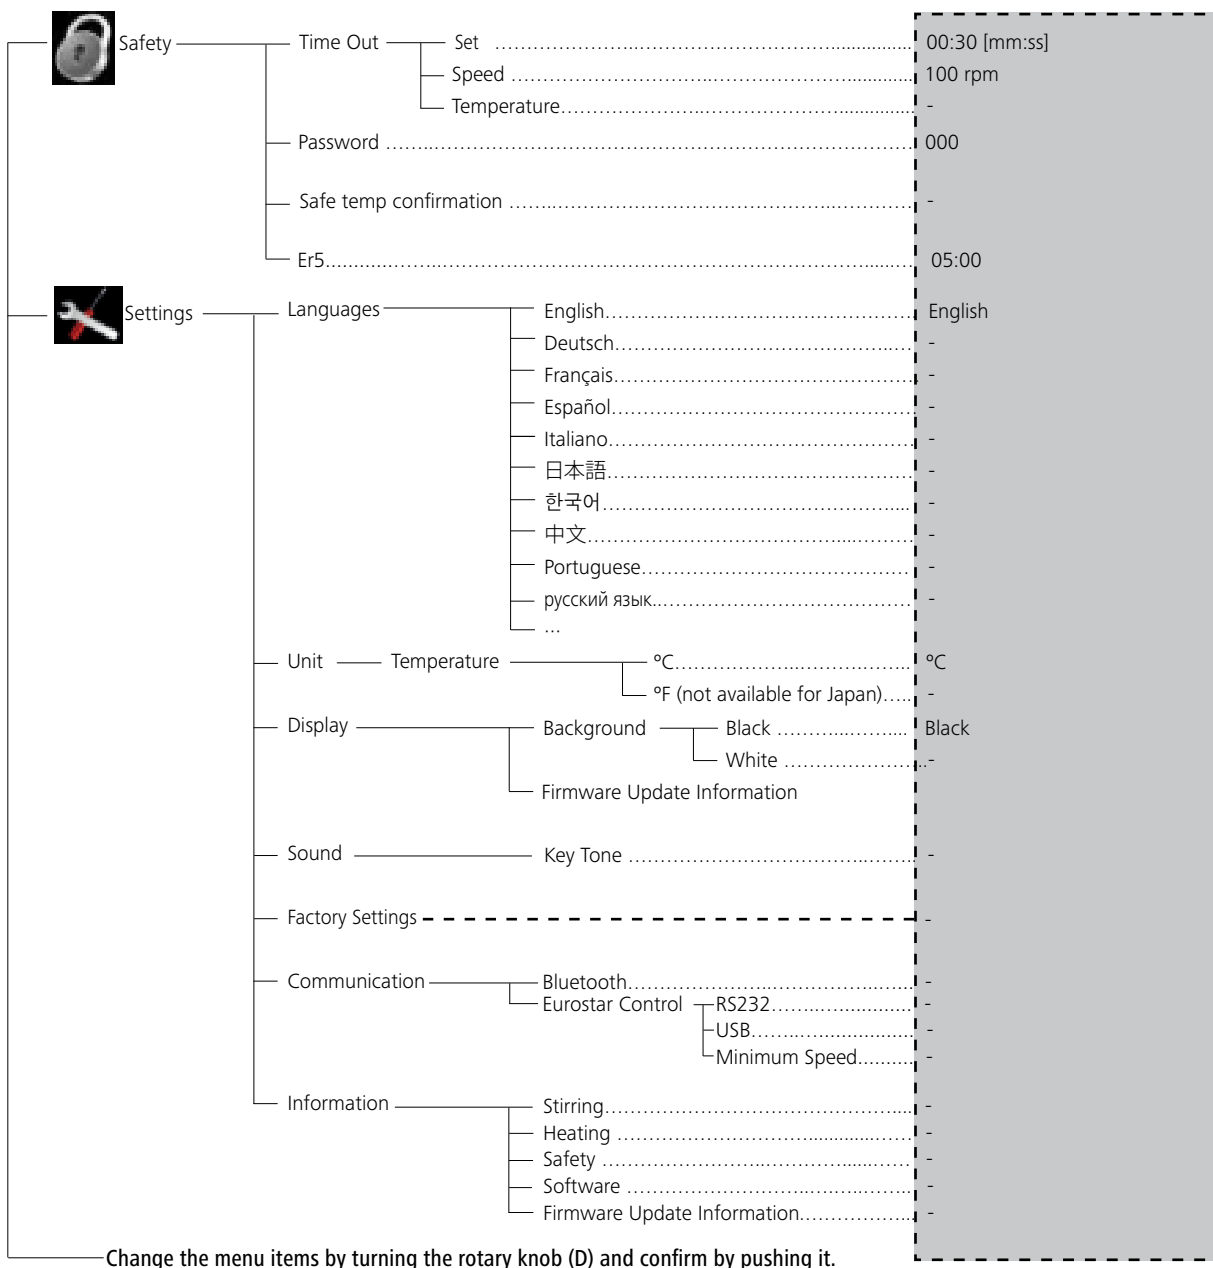 Safety Time Out Set ........ 00:30 [mm:ss]
Speed ........ 100 rpm
Temperature ........ -
Password ........ 000
Safe temp confirmation ........ -
Er5 ........ 05:00
Settings Languages English ........ English
Deutsch ........ -
Français ........ -
Español ........ -
Italiano ........ -
日本語 ........ -
한국어 ........ -
中文 ........ -
Portuguese ........ -
русский язык ........ -
...
Unit Temperature ºC ........ ºC
ºF (not available for Japan) ........ -
Display Background Black ........ Black
White ........ -
Firmware Update Information
Sound Key Tone ........ -
Factory Settings -
Communication Bluetooth ........ -
Eurostar Control RS232 ........ -
USB ........ -
Minimum Speed ........ -
Information Stirring ........ -
Heating ........ -
Safety ........ -
Software ........ -
Firmware Update Information ........ -
Change the menu items by turning the rotary knob (D) and confirm by pushing it.